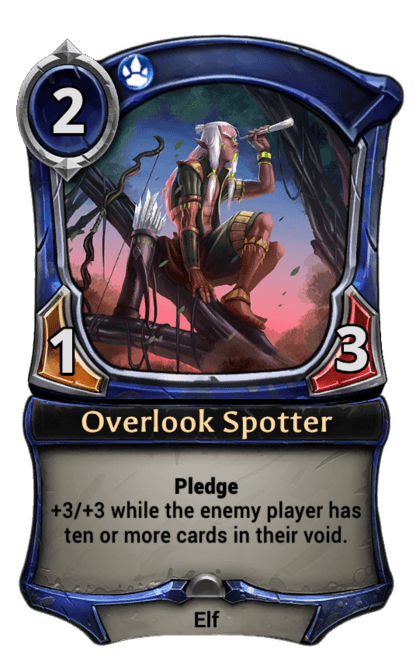 2
1
3
Overlook Spotter
Pledge
+3/+3 while the enemy player has
ten or more cards in their void.
Elf